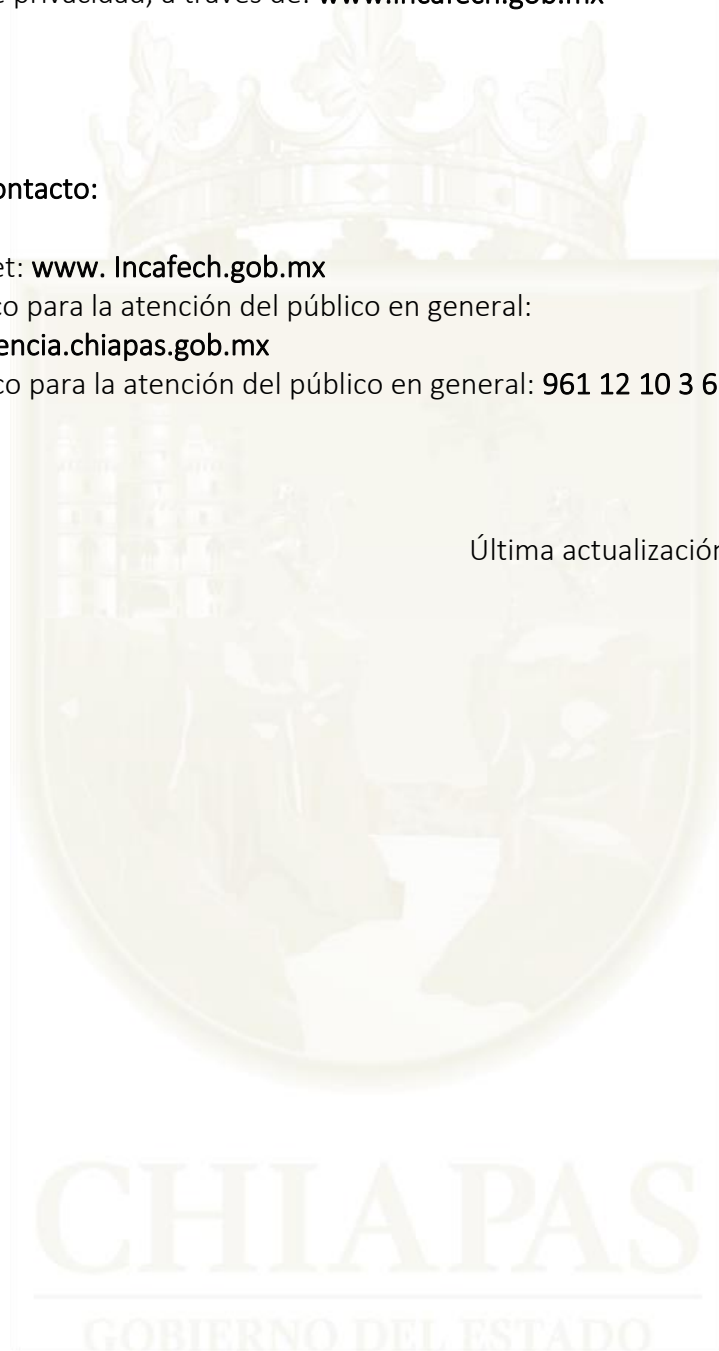 e privacidad, a través de: www.incafech.gob.mx
ontacto:
et: www. Incafech.gob.mx
co para la atención del público en general:
encia.chiapas.gob.mx
co para la atención del público en general: 961 12 10 3 6
Última actualización
CHIAPAS
GOBIERNO DEL ESTADO